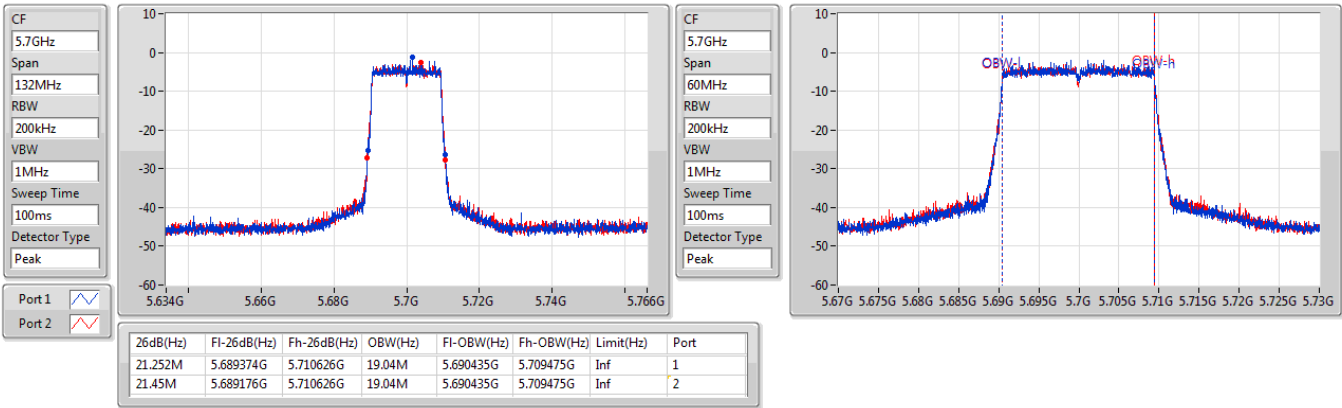 CF
5.7GHz
Span
132MHz
RBW
200kHz
VBW
1MHz
Sweep Time
100ms
Detector Type
Peak
Port 1
Port 2
10
0
-10
-20
-30
-40
-50
-60
5.634G 5.66G 5.68G 5.7G 5.72G 5.74G 5.766G
CF
5.7GHz
Span
60MHz
RBW
200kHz
VBW
1MHz
Sweep Time
100ms
Detector Type
Peak
10
0
-10
-20
-30
-40
-50
-60
OBW-l OBW-h
5.67G 5.675G 5.68G 5.685G 5.69G 5.695G 5.7G 5.705G 5.71G 5.715G 5.72G 5.725G 5.73G
26dB(Hz) Fl-26dB(Hz) Fh-26dB(Hz) OBW(Hz) Fl-OBW(Hz) Fh-OBW(Hz) Limit(Hz) Port
21.252M 5.689374G 5.710626G 19.04M 5.690435G 5.709475G Inf 1
21.45M 5.689176G 5.710626G 19.04M 5.690435G 5.709475G Inf 2